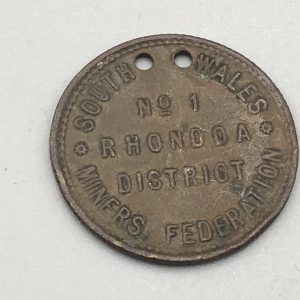 SOUTH WALES
Nº 1
RHONDDA
DISTRICT
MINERS FEDERATION